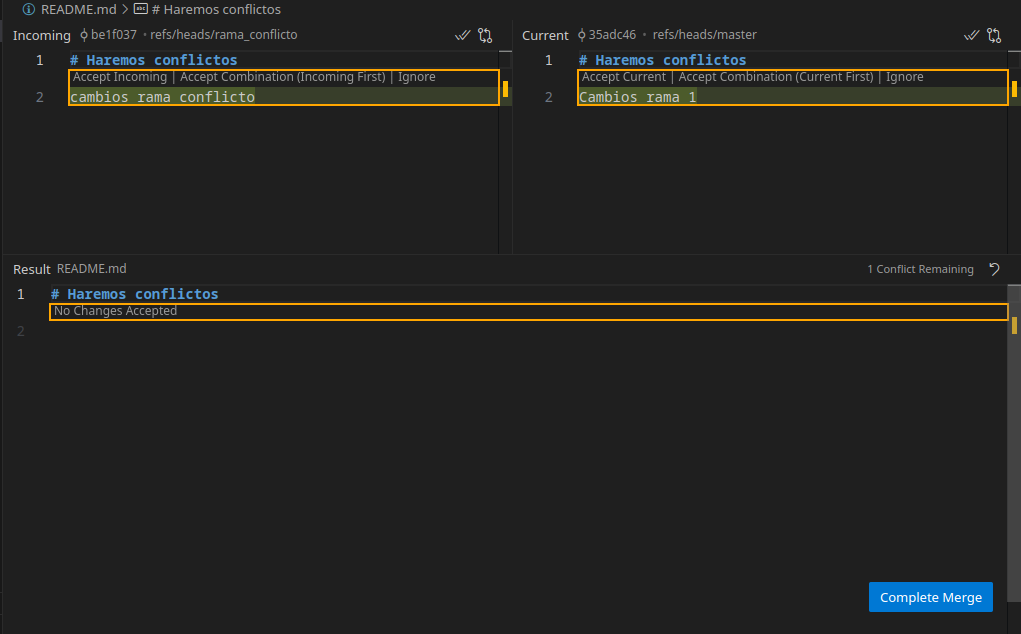 README.md > # Haremos conflictos
Incoming be1f037 • refs/heads/rama_conflicto
1 # Haremos conflictos
Accept Incoming | Accept Combination (Incoming First) | Ignore
2 cambios rama conflicto
Current 35adc46 • refs/heads/master
1 # Haremos conflictos
Accept Current | Accept Combination (Current First) | Ignore
2 Cambios rama 1
Result README.md 1 Conflict Remaining
1 # Haremos conflictos
No Changes Accepted
2
Complete Merge